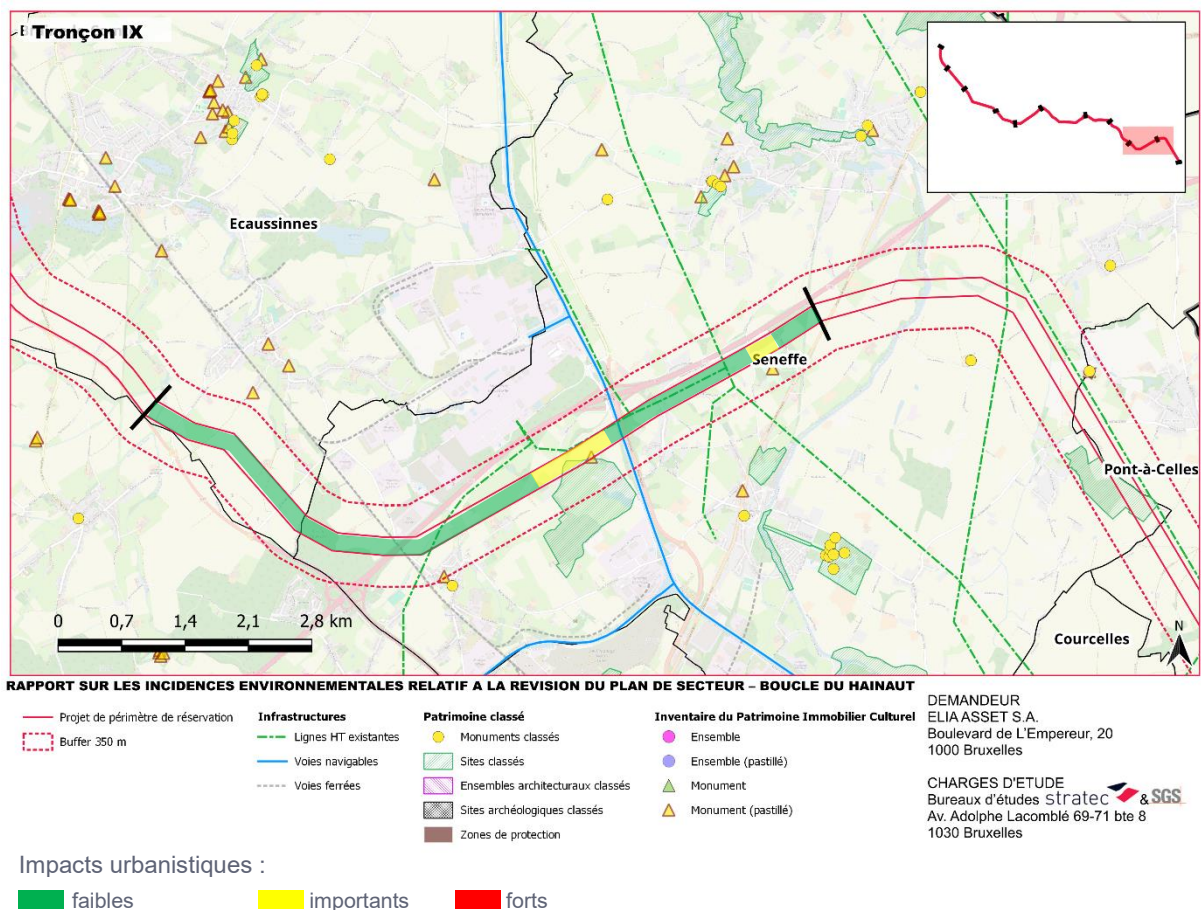 Tronçon IX
Ecaussinnes
Seneffe
Pont-à-Celles
Courcelles
0 0,7 1,4 2,1 2,8 km
N
RAPPORT SUR LES INCIDENCES ENVIRONNEMENTALES RELATIF A LA REVISION DU PLAN DE SECTEUR – BOUCLE DU HAINAUT
Projet de périmètre de réservation
Buffer 350 m
Infrastructures
Lignes HT existantes
Voies navigables
Voies ferrées
Patrimoine classé
Monuments classés
Sites classés
Ensembles architecturaux classés
Sites archéologiques classés
Zones de protection
Inventaire du Patrimoine Immobilier Culturel
Ensemble
Ensemble (pastillé)
Monument
Monument (pastillé)
DEMANDEUR
ELIA ASSET S.A.
Boulevard de L'Empereur, 20
1000 Bruxelles
CHARGES D'ETUDE
Bureaux d'études stratec & SGS
Av. Adolphe Lacomblé 69-71 bte 8
1030 Bruxelles
Impacts urbanistiques :
faibles importants forts